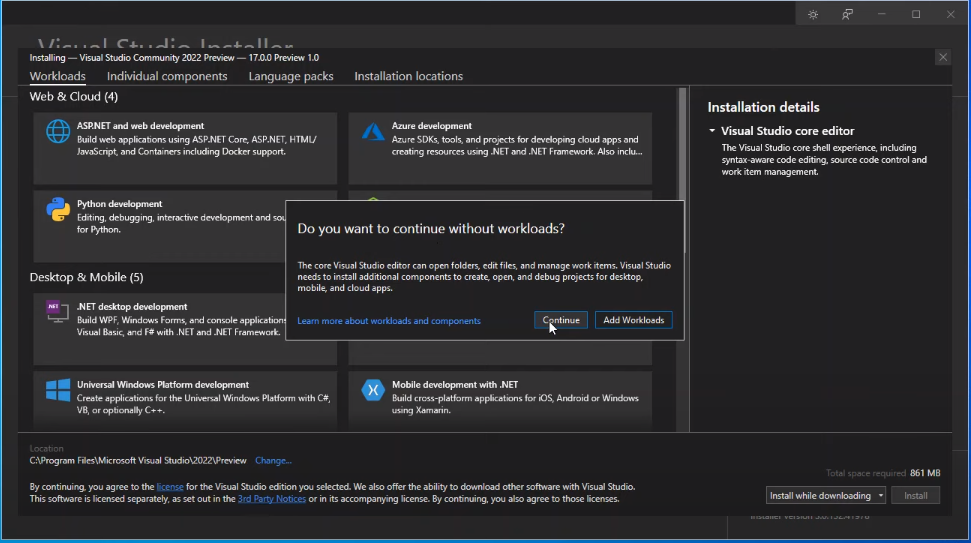 Visual Studio Installer
Installing — Visual Studio Community 2022 Preview — 17.0.0 Preview 1.0
Workloads Individual components Language packs Installation locations
Web & Cloud (4)
ASP.NET and web development
Build web applications using ASP.NET Core, ASP.NET, HTML/
JavaScript, and Containers including Docker support.
Azure development
Azure SDKs, tools, and projects for developing cloud apps and
creating resources using .NET and .NET Framework. Also inclu...
Python development
Editing, debugging, interactive development and sou
for Python.
Desktop & Mobile (5)
.NET
.NET desktop development
Build WPF, Windows Forms, and console applications
Visual Basic, and F# with .NET and .NET Framework.
Universal Windows Platform development
Create applications for the Universal Windows Platform with C#,
VB, or optionally C++.
Mobile development with .NET
Build cross-platform applications for iOS, Android or Windows
using Xamarin.
Installation details
Visual Studio core editor
The Visual Studio core shell experience, including
syntax-aware code editing, source code control and
work item management.
Do you want to continue without workloads?
The core Visual Studio editor can open folders, edit files, and manage work items. Visual Studio
needs to install additional components to create, open, and debug projects for desktop,
mobile, and cloud apps.
Learn more about workloads and components
Continue
Add Workloads
Location
C:\Program Files\Microsoft Visual Studio\2022\Preview Change...
By continuing, you agree to the license for the Visual Studio edition you selected. We also offer the ability to download other software with Visual Studio.
This software is licensed separately, as set out in the 3rd Party Notices or in its accompanying license. By continuing, you also agree to those licenses.
Total space required 861 MB
Install while downloading
Install